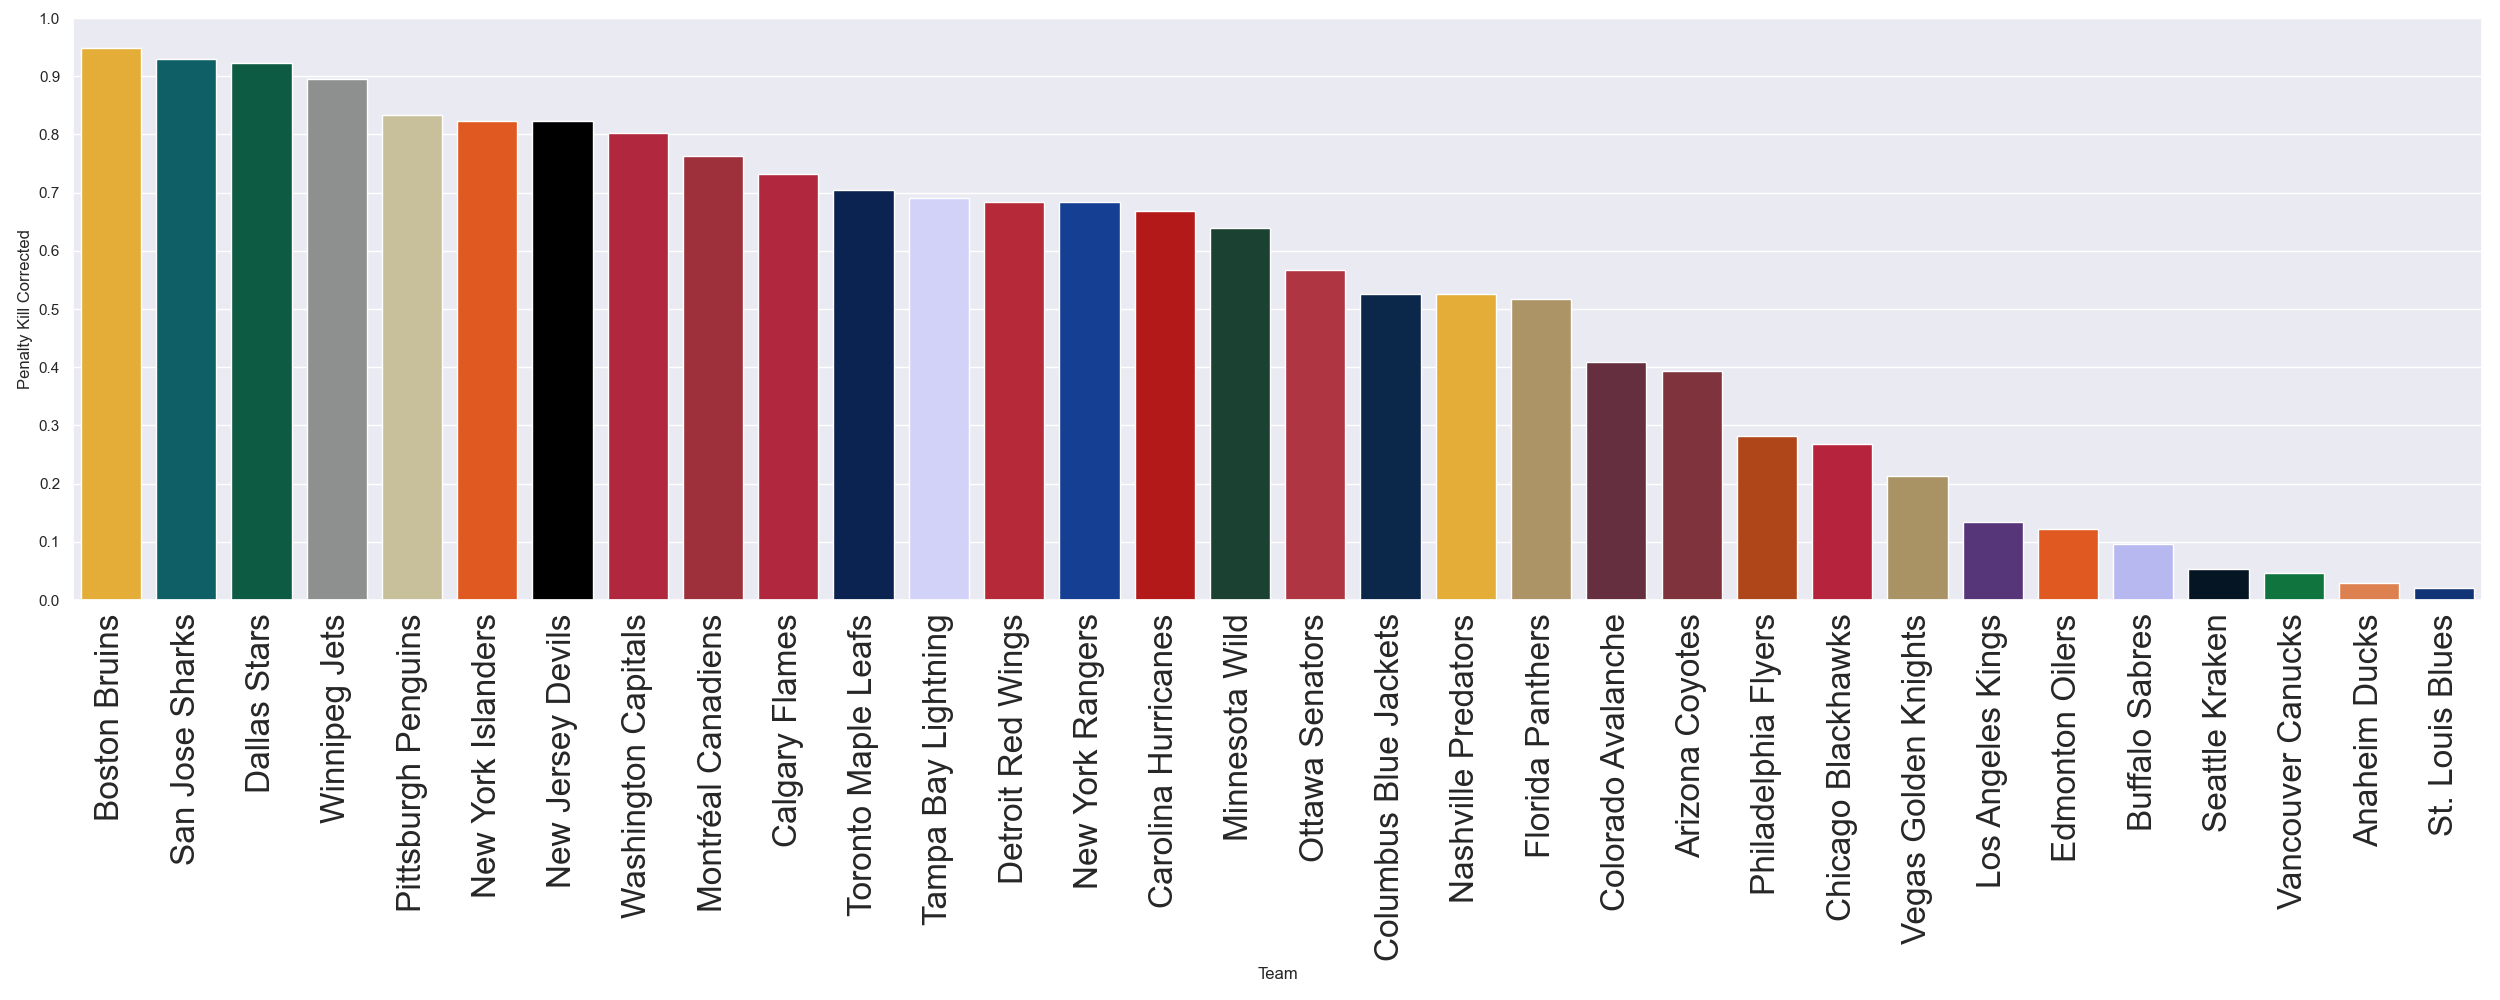 1.0
0.9
0.8
0.7
0.6
0.5
0.4
0.3
0.2
0.1
0.0
Penalty Kill Corrected
Boston Bruins
San Jose Sharks
Dallas Stars
Winnipeg Jets
Pittsburgh Penguins
New York Islanders
New Jersey Devils
Washington Capitals
Montréal Canadiens
Calgary Flames
Toronto Maple Leafs
Tampa Bay Lightning
Detroit Red Wings
New York Rangers
Carolina Hurricanes
Minnesota Wild
Ottawa Senators
Columbus Blue Jackets
Nashville Predators
Florida Panthers
Colorado Avalanche
Arizona Coyotes
Philadelphia Flyers
Chicago Blackhawks
Vegas Golden Knights
Los Angeles Kings
Edmonton Oilers
Buffalo Sabres
Seattle Kraken
Vancouver Canucks
Anaheim Ducks
St. Louis Blues
Team